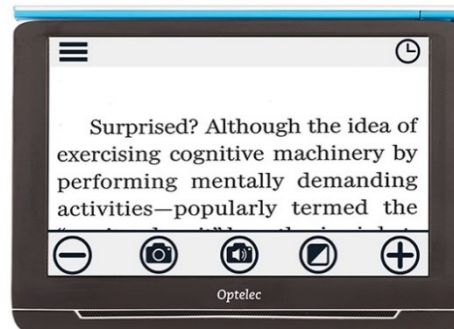 Surprised? Although the idea of
exercising cognitive machinery by
performing mentally demanding
activities—popularly termed the
Optelec